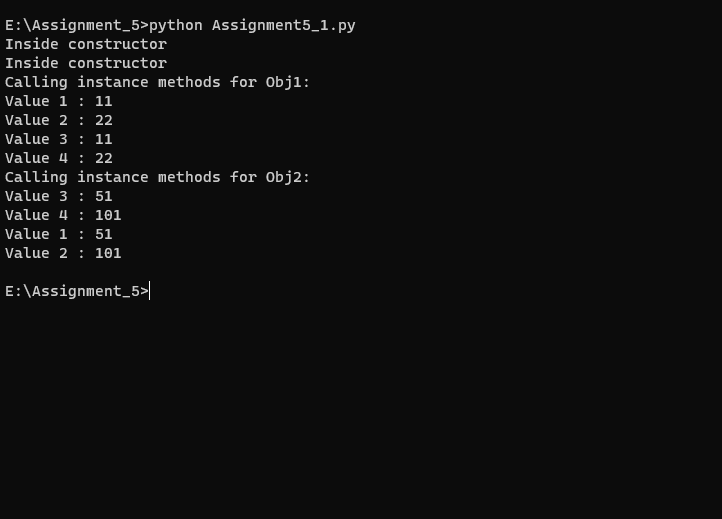 E:\Assignment_5>python Assignment5_1.py
Inside constructor
Inside constructor
Calling instance methods for Obj1:
Value 1 : 11
Value 2 : 22
Value 3 : 11
Value 4 : 22
Calling instance methods for Obj2:
Value 3 : 51
Value 4 : 101
Value 1 : 51
Value 2 : 101
E:\Assignment_5>